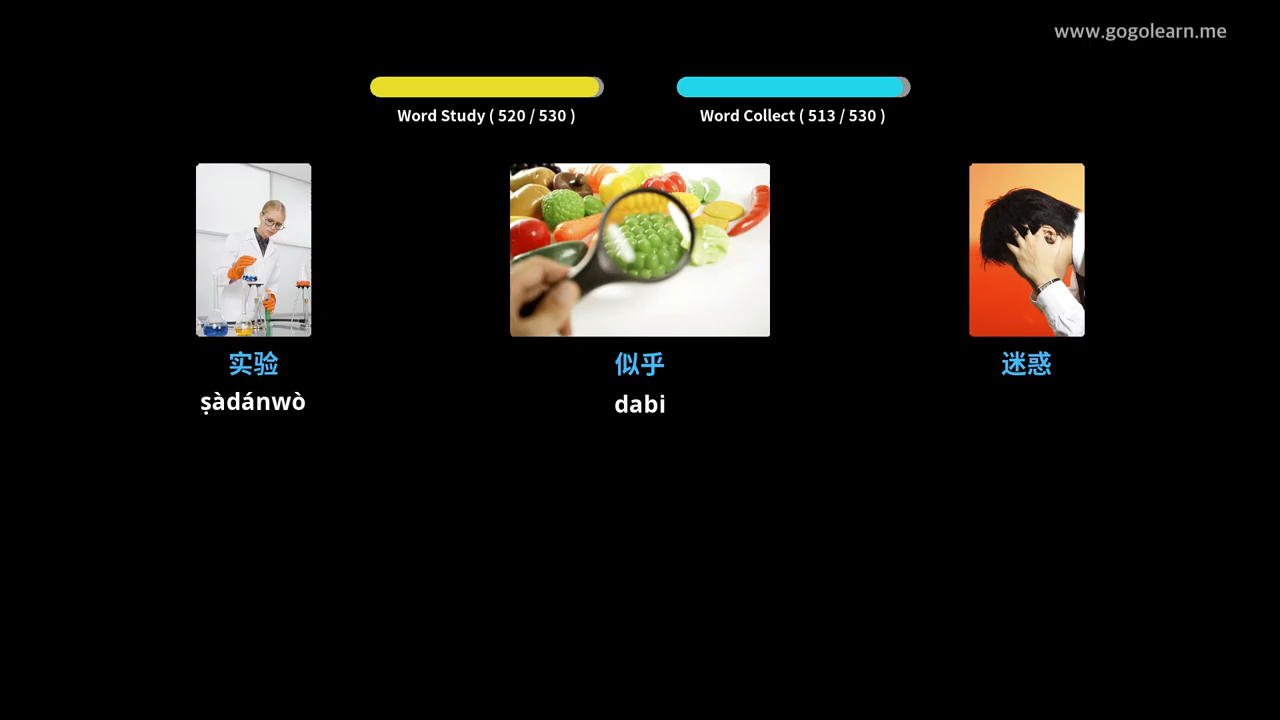 www.gogolearn.me
Word Study ( 520 / 530 )
Word Collect ( 513 / 530 )
实验
似乎
迷惑
ṣàdánwò
dabi